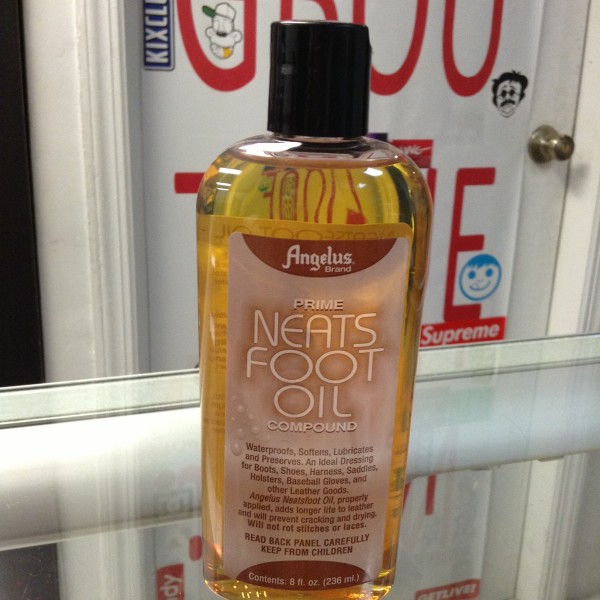 KIXCLU
Angelus
Brand
PRIME
NEATS
FOOT
OIL
COMPOUND
Waterproofs, Softens, Lubricates
and Preserves. An Ideal Dressing
for Boots, Shoes, Harness, Saddles,
Holsters, Baseball Gloves, and
other Leather Goods.
Angelus Neatsfoot Oil, properly
applied, adds longer life to leather
and will prevent cracking and drying.
Will not rot stitches or laces.
READ BACK PANEL CAREFULLY
KEEP FROM CHILDREN
Contents: 8 fl. oz. (236 ml.)
Supreme
GETLIVE!